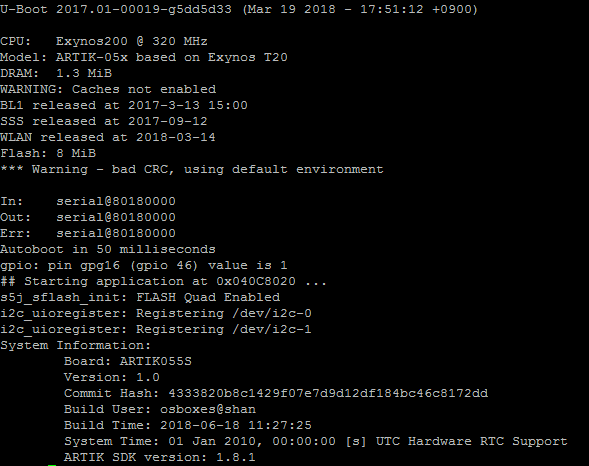 U-Boot 2017.01-00019-g5dd5d33 (Mar 19 2018 - 17:51:12 +0900)
CPU:   Exynos200 @ 320 MHz
Model: ARTIK-05x based on Exynos T20
DRAM:  1.3 MiB
WARNING: Caches not enabled
BL1 released at 2017-3-13 15:00
SSS released at 2017-09-12
WLAN released at 2018-03-14
Flash: 8 MiB
*** Warning - bad CRC, using default environment
In:    serial@80180000
Out:   serial@80180000
Err:   serial@80180000
Autoboot in 50 milliseconds
gpio: pin gpg16 (gpio 46) value is 1
## Starting application at 0x040C8020 ...
s5j_sflash_init: FLASH Quad Enabled
i2c_uioregister: Registering /dev/i2c-0
i2c_uioregister: Registering /dev/i2c-1
System Information:
        Board: ARTIK055S
        Version: 1.0
        Commit Hash: 4333820b8c1429f07e7d9d12df184bc46c8172dd
        Build User: osboxes@shan
        Build Time: 2018-06-18 11:27:25
        System Time: 01 Jan 2010, 00:00:00 [s] UTC Hardware RTC Support
        ARTIK SDK version: 1.8.1